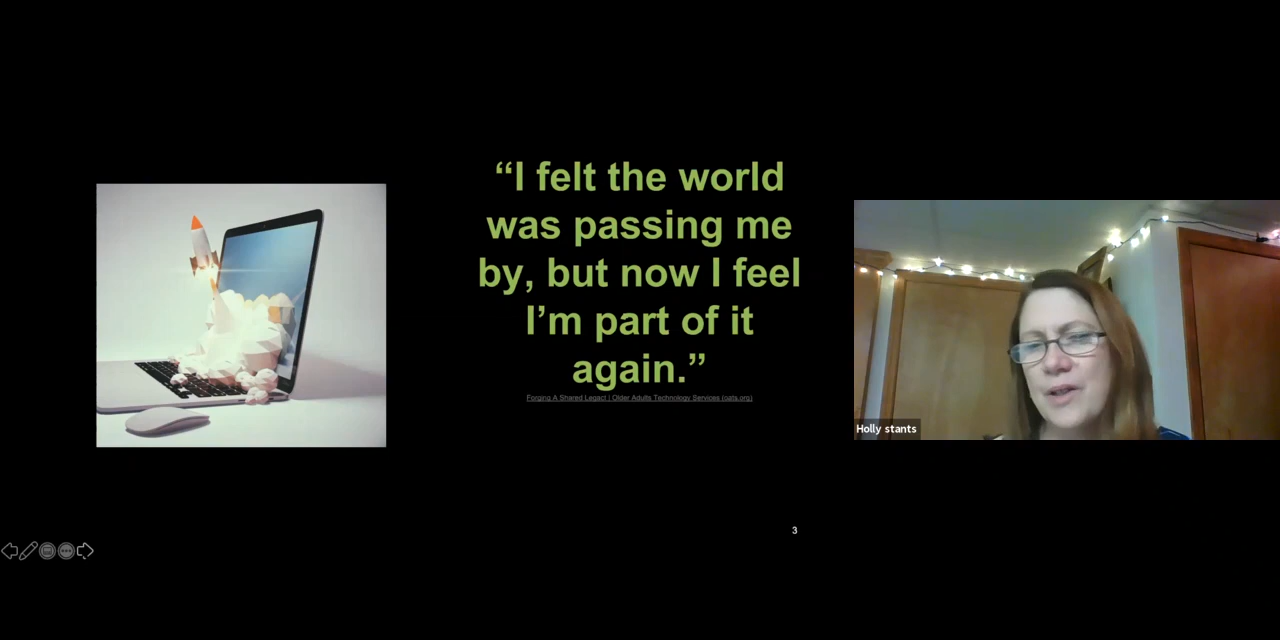 “I felt the world
was passing me
by, but now I feel
I’m part of it
again.”
Forging A Shared Legacj | Older Adults Technology Services (oats.org)
Holly stants
3